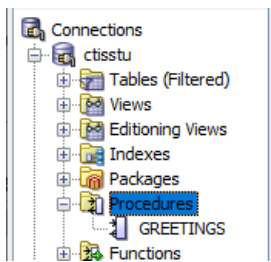 Connections
ctisstu
Tables (Filtered)
Views
Editioning Views
Indexes
Packages
Procedures
GREETINGS
Functions